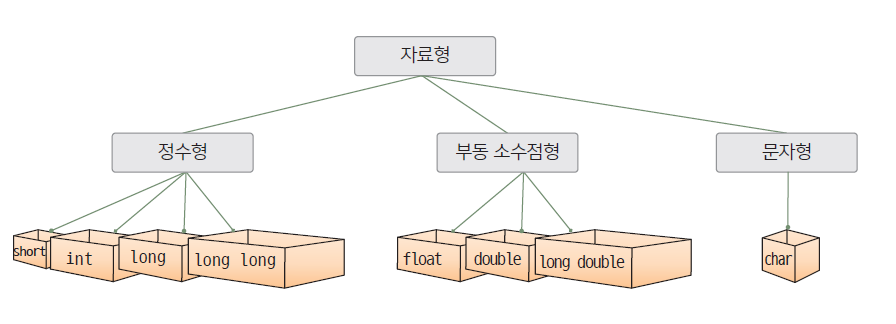 자료형
정수형
부동 소수점형
문자형
short
int
long
long long
float
double
long double
char